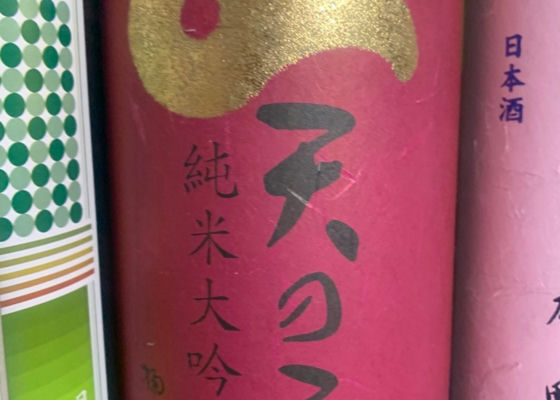 天の
純米大吟
日本酒